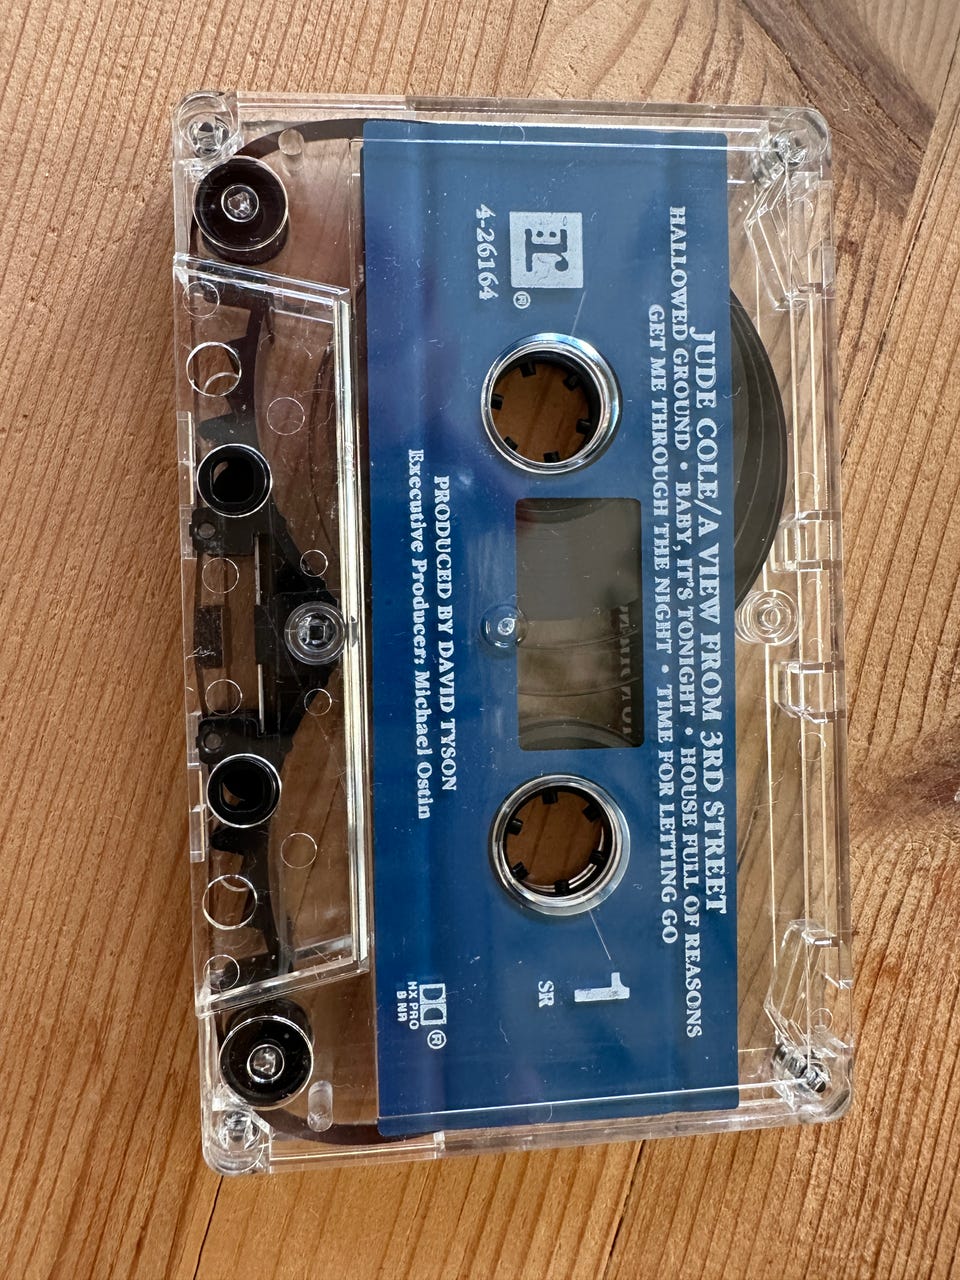 JUDE COLE/A VIEW FROM 3RD STREET
HALLOWED GROUND • BABY, IT'S TONIGHT • HOUSE FULL OF REASONS
GET ME THROUGH THE NIGHT • TIME FOR LETTING GO
r
®
4-26164
1
SR
PRODUCED BY DAVID TYSON
Executive Producer: Michael Ostin
®
HX PRO
B NR